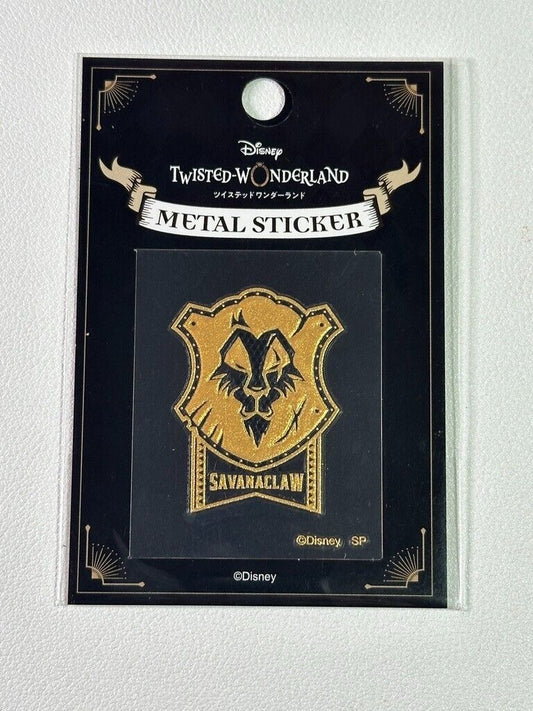 Disney
TWISTED-WONDERLAND
ツイステッドワンダーランド
METAL STICKER
SAVANACLAW
©Disney SP
©Disney